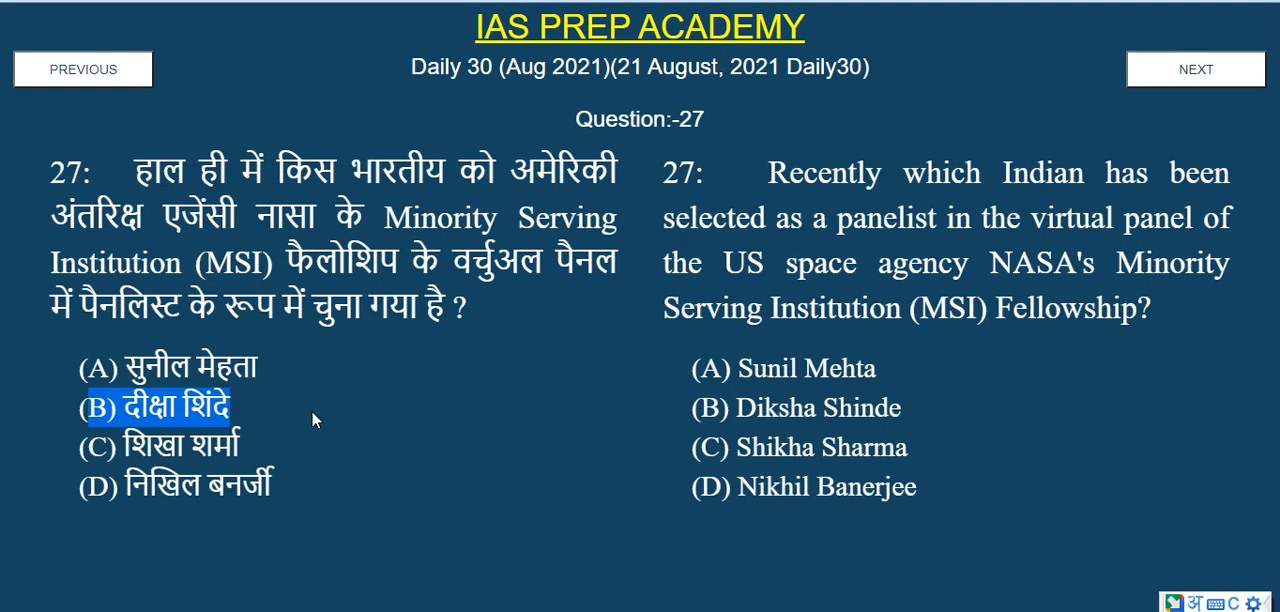 IAS PREP ACADEMY
PREVIOUS
Daily 30 (Aug 2021)(21 August, 2021 Daily30)
NEXT
Question:-27
27: हाल ही में किस भारतीय को अमेरिकी
अंतरिक्ष एजेंसी नासा के Minority Serving
Institution (MSI) फैलोशिप के वर्चुअल पैनल
में पैनलिस्ट के रूप में चुना गया है ?
(A) सुनील मेहता
(B) दीक्षा शिंदे
(C) शिखा शर्मा
(D) निखिल बनर्जी
27: Recently which Indian has been
selected as a panelist in the virtual panel of
the US space agency NASA's Minority
Serving Institution (MSI) Fellowship?
(A) Sunil Mehta
(B) Diksha Shinde
(C) Shikha Sharma
(D) Nikhil Banerjee
अ C